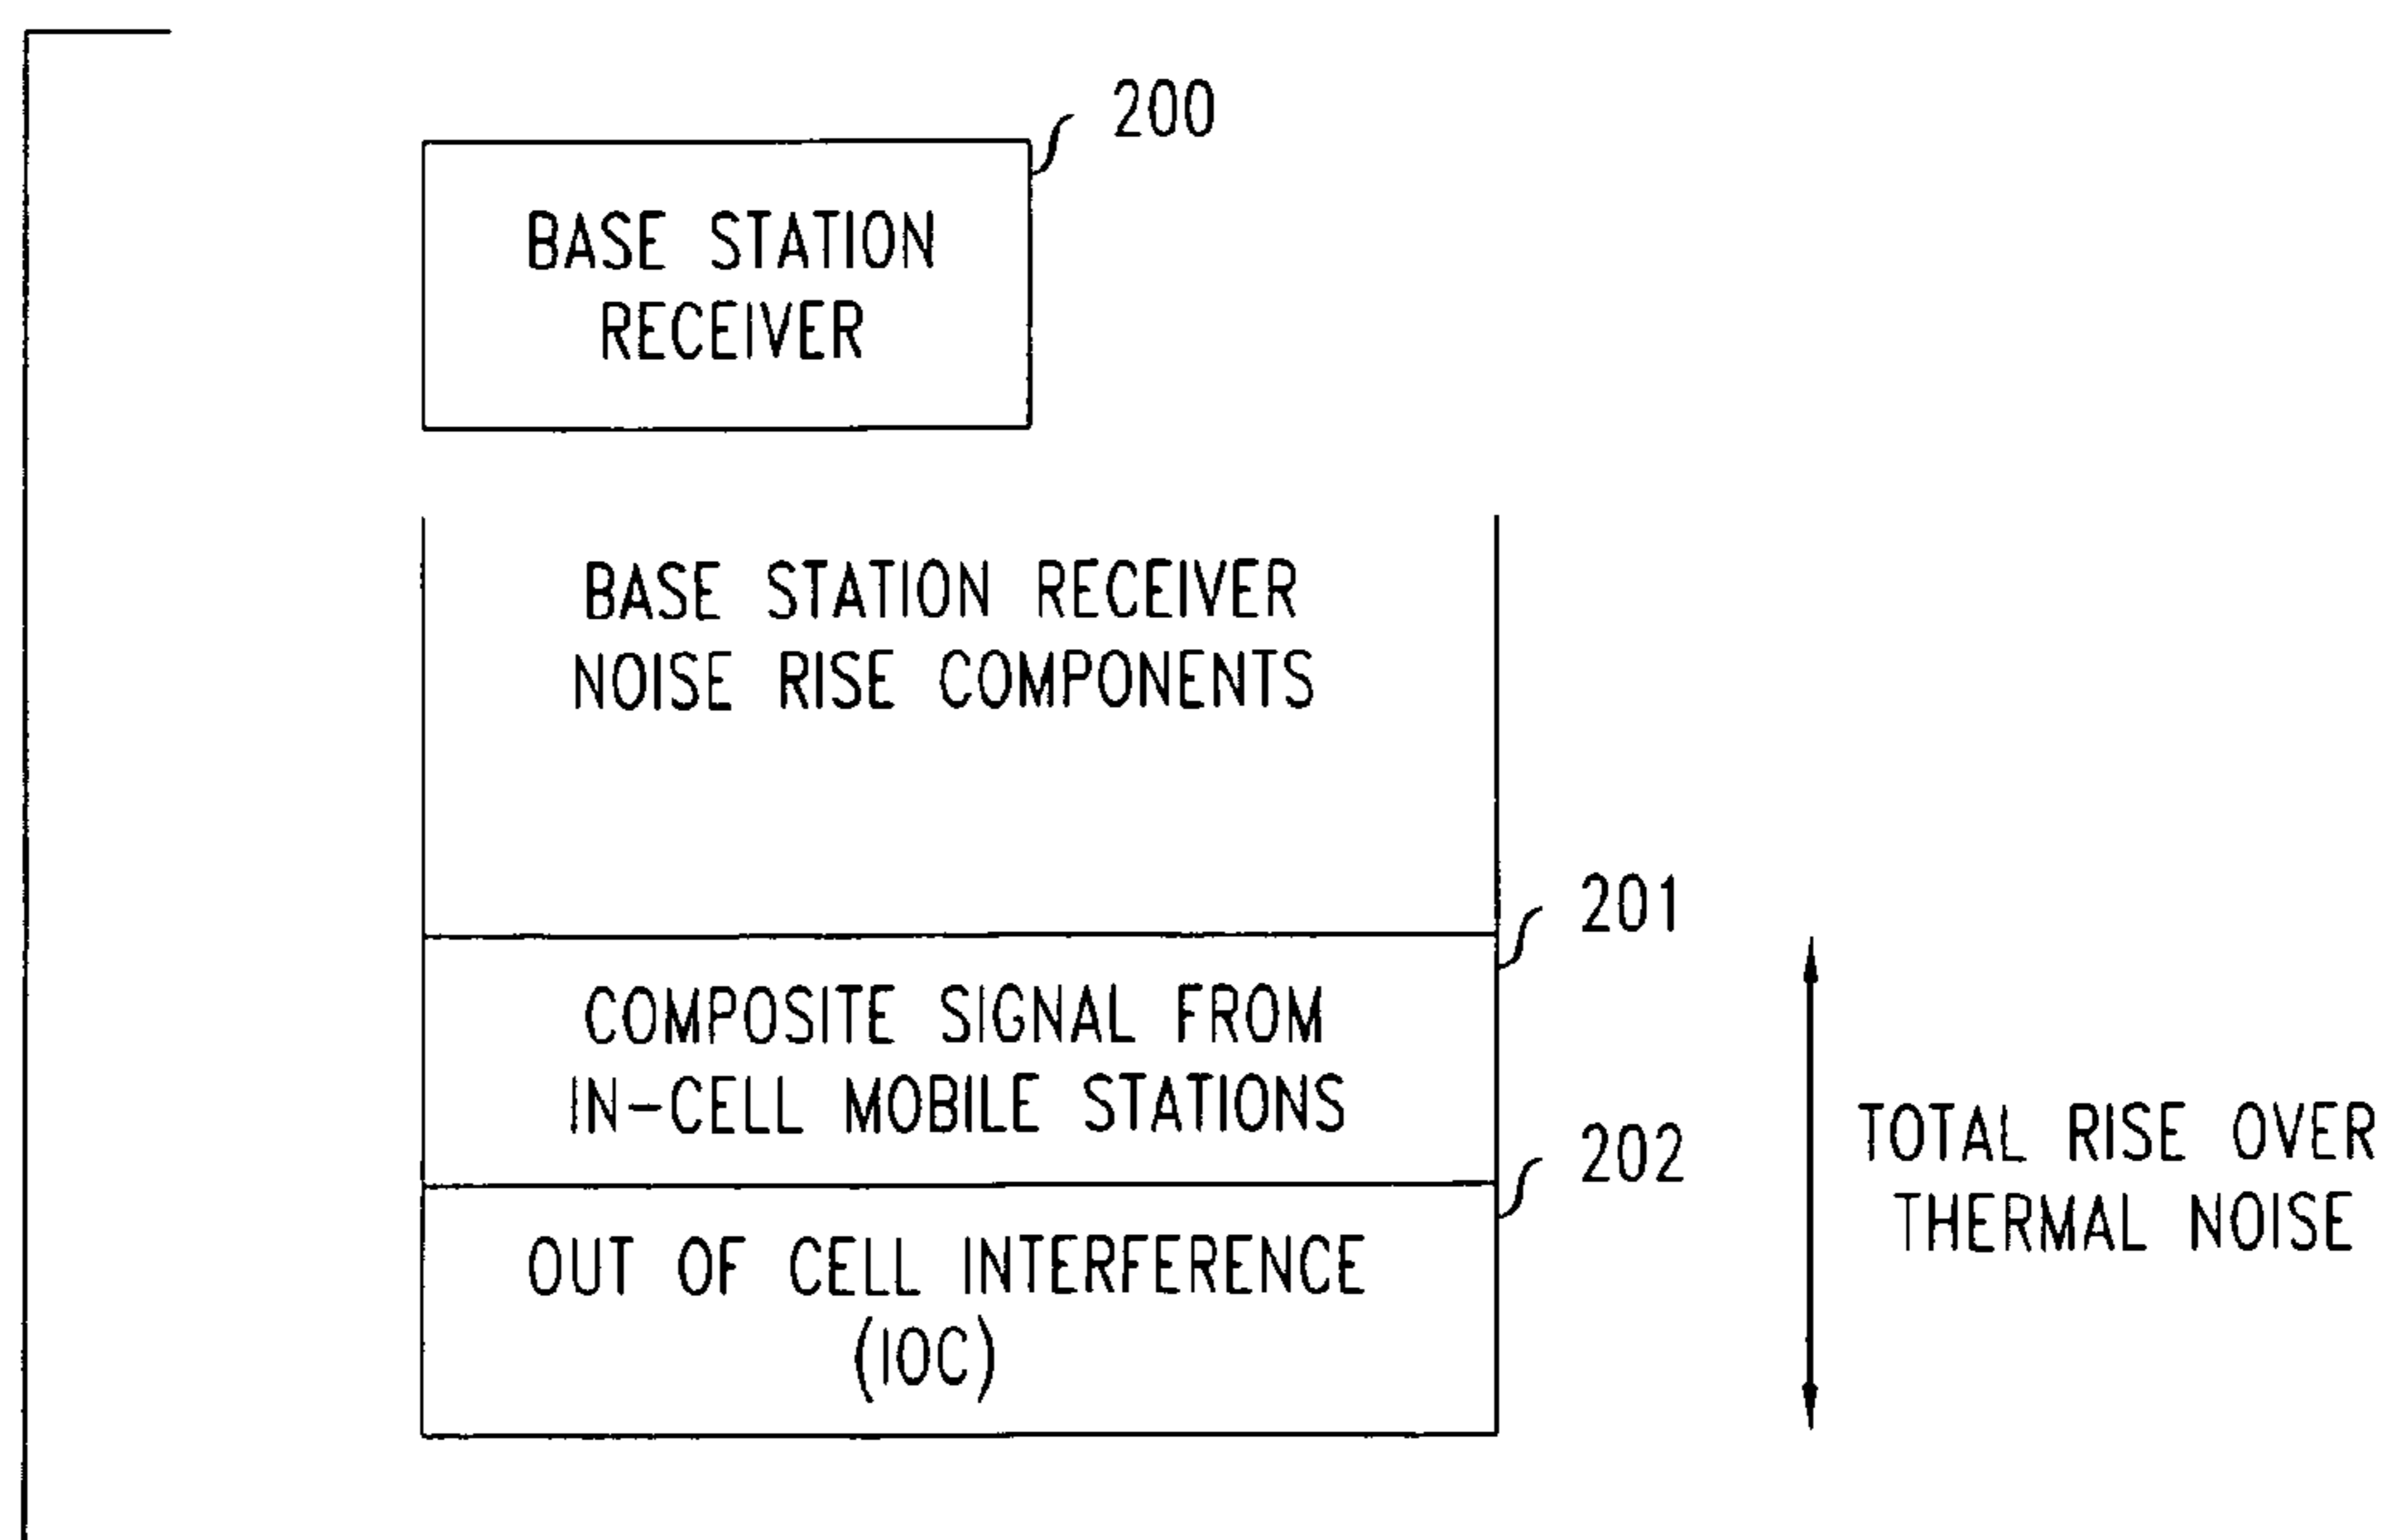 200
BASE STATION
RECEIVER
BASE STATION RECEIVER
NOISE RISE COMPONENTS
201
COMPOSITE SIGNAL FROM
IN-CELL MOBILE STATIONS
202
OUT OF CELL INTERFERENCE
(IOC)
TOTAL RISE OVER
THERMAL NOISE